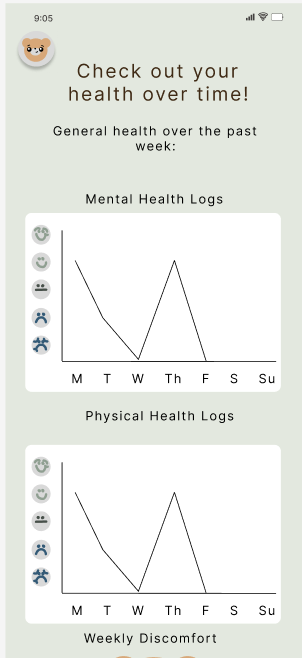 9:05
Check out your
health over time!
General health over the past
week:
Mental Health Logs
M T W Th F S Su
Physical Health Logs
M T W Th F S Su
Weekly Discomfort